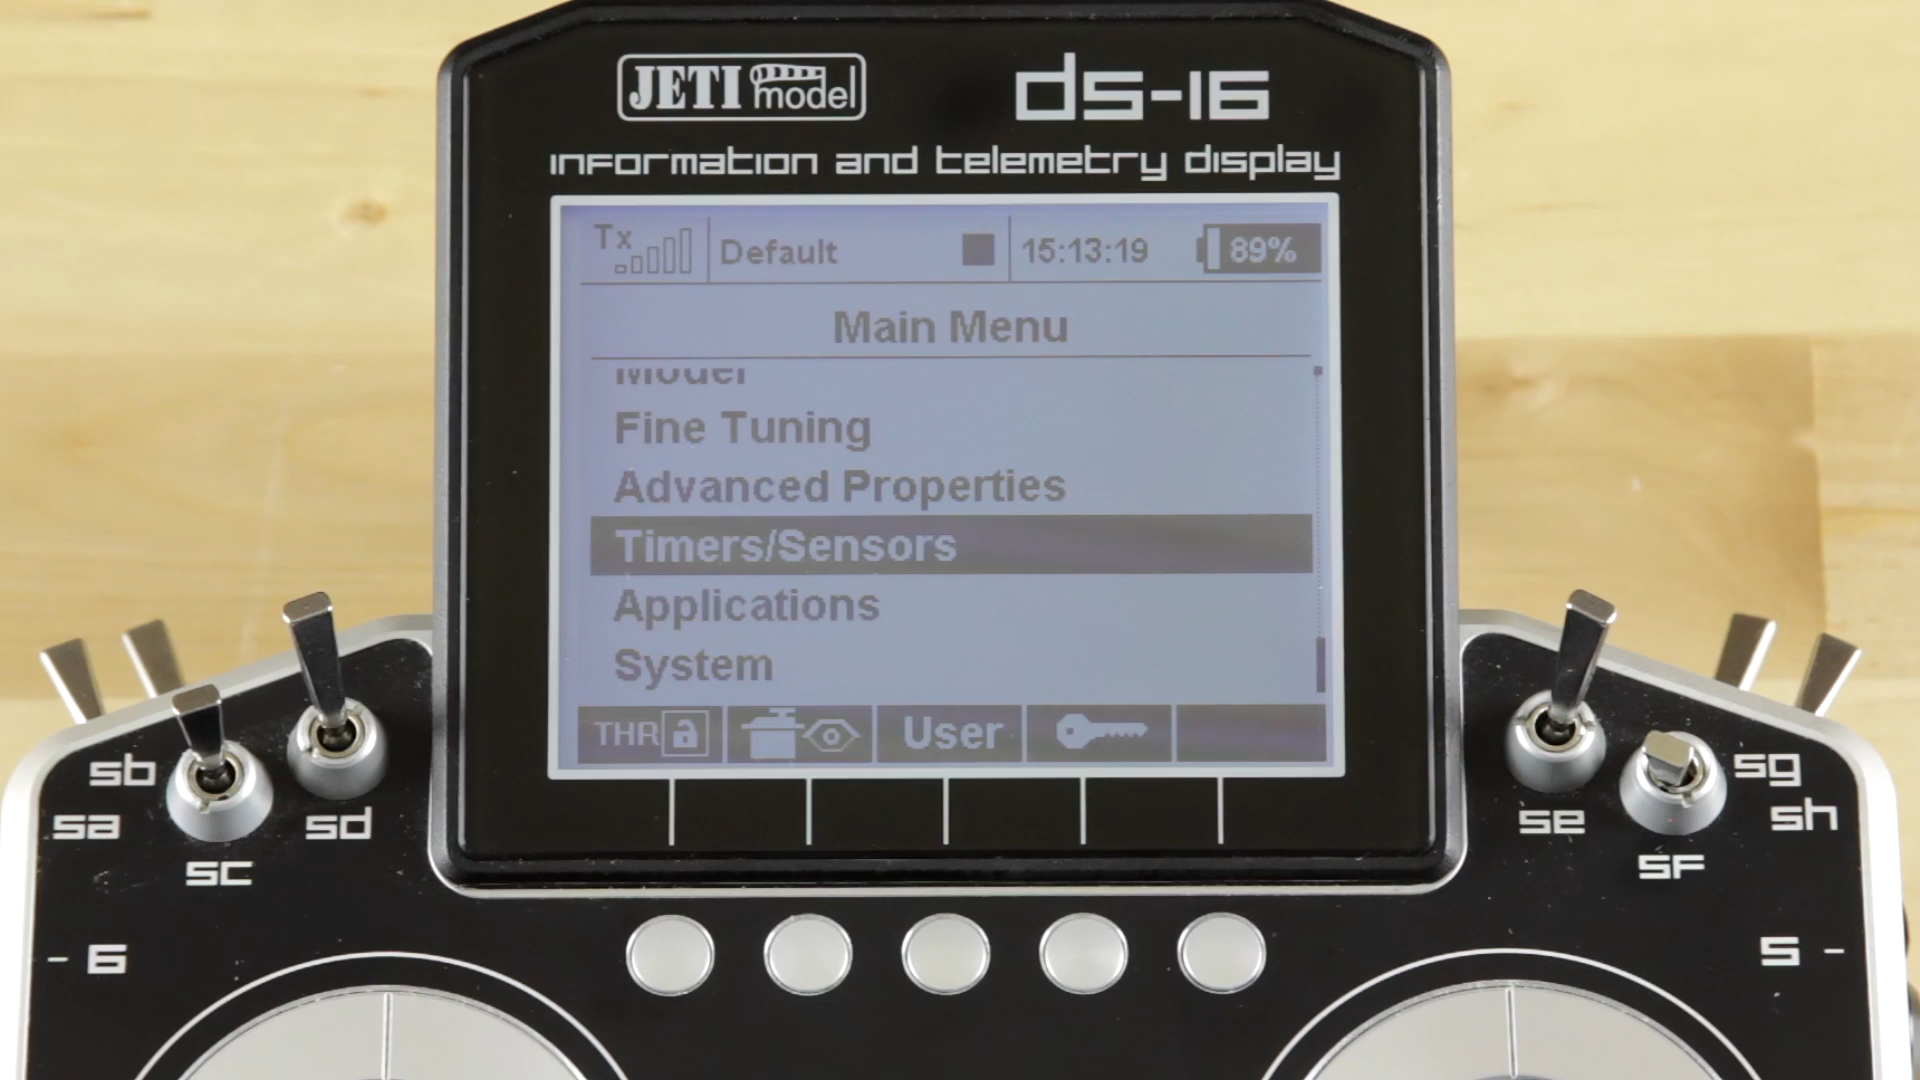 JETI model
ds-16
information and telemetry display
Tx Default 15:13:19 89%
Main Menu
Model
Fine Tuning
Advanced Properties
Timers/Sensors
Applications
System
THR User
sb
sa
sc
sd
se
sf
sg
sh
- 6
5 -